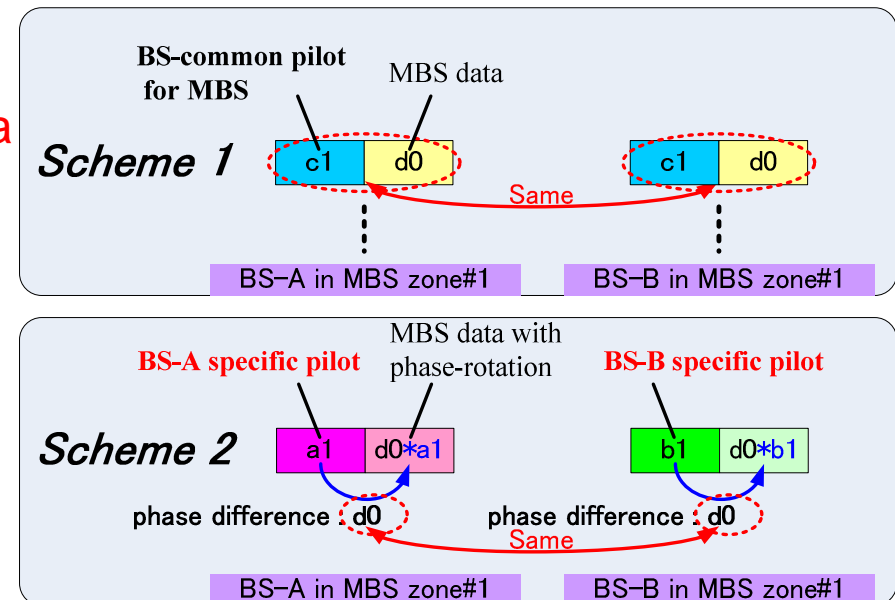 BS-common pilot
for MBS
MBS data
a
Scheme 1
c1 d0
c1 d0
Same
BS-A in MBS zone#1
BS-B in MBS zone#1
MBS data with
phase-rotation
BS-A specific pilot
BS-B specific pilot
Scheme 2
a1 d0*a1
b1 d0*b1
phase difference : d0
phase difference : d0
Same
BS-A in MBS zone#1
BS-B in MBS zone#1